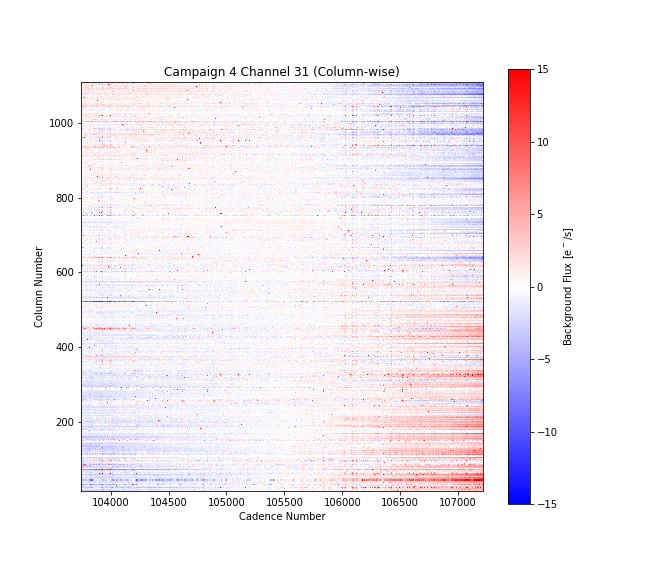 Campaign 4 Channel 31 (Column-wise)
1000
800
600
400
200
Column Number
104000 104500 105000 105500 106000 106500 107000
Cadence Number
15
10
5
0
−5
−10
−15
Background Flux [e⁻/s]